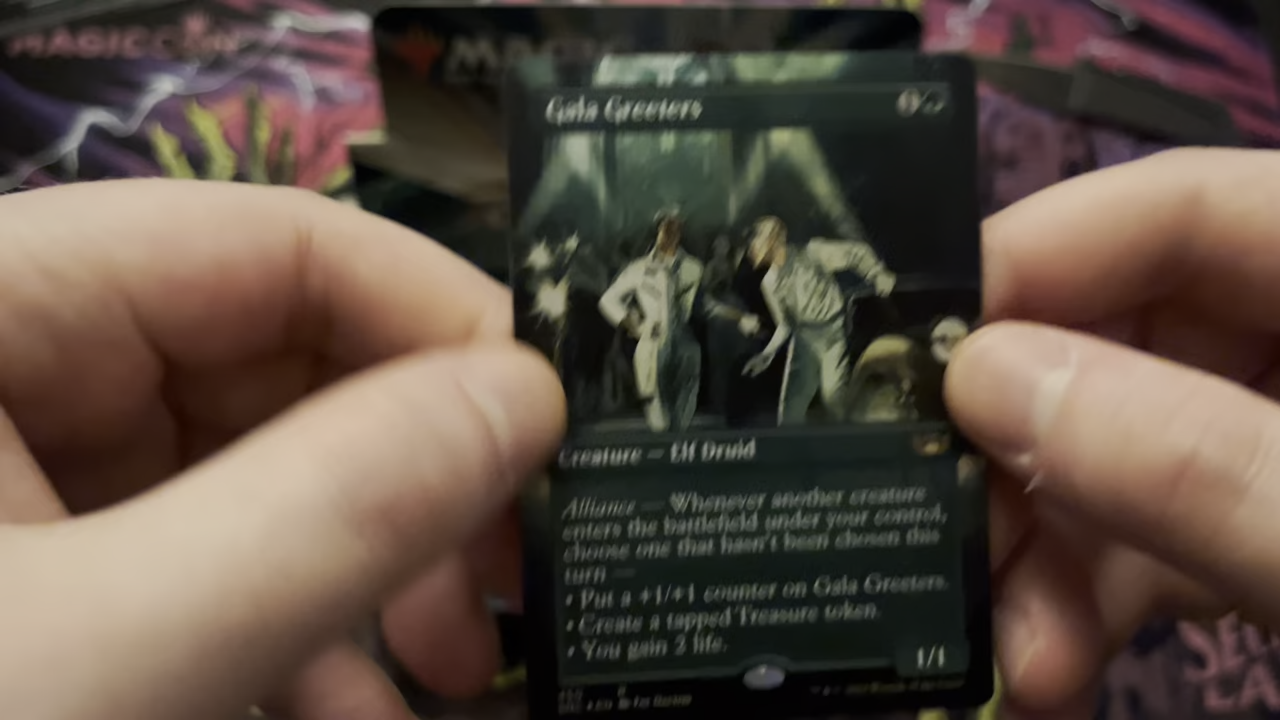 MAGICCON
MAGIC
Gala Greeters
Creature — Elf Druid
Alliance — Whenever another creature
enters the battlefield under your control,
choose one that hasn't been chosen this
turn —
• Put a +1/+1 counter on Gala Greeters.
• Create a tapped Treasure token.
• You gain 2 life.
1/1